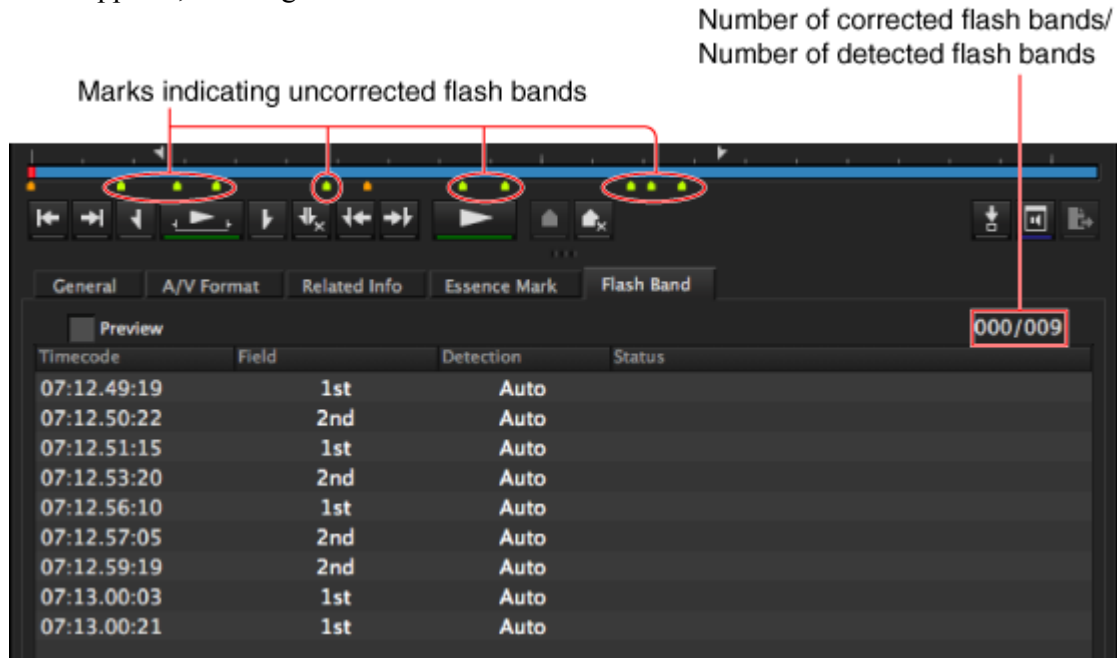 Number of corrected flash bands/
Number of detected flash bands
Marks indicating uncorrected flash bands
General A/V Format Related Info Essence Mark Flash Band
Preview 000/009
Timecode Field Detection Status
07:12.49:19 1st Auto
07:12.50:22 2nd Auto
07:12.51:15 1st Auto
07:12.53:20 2nd Auto
07:12.56:10 1st Auto
07:12.57:05 2nd Auto
07:12.59:19 2nd Auto
07:13.00:03 1st Auto
07:13.00:21 1st Auto